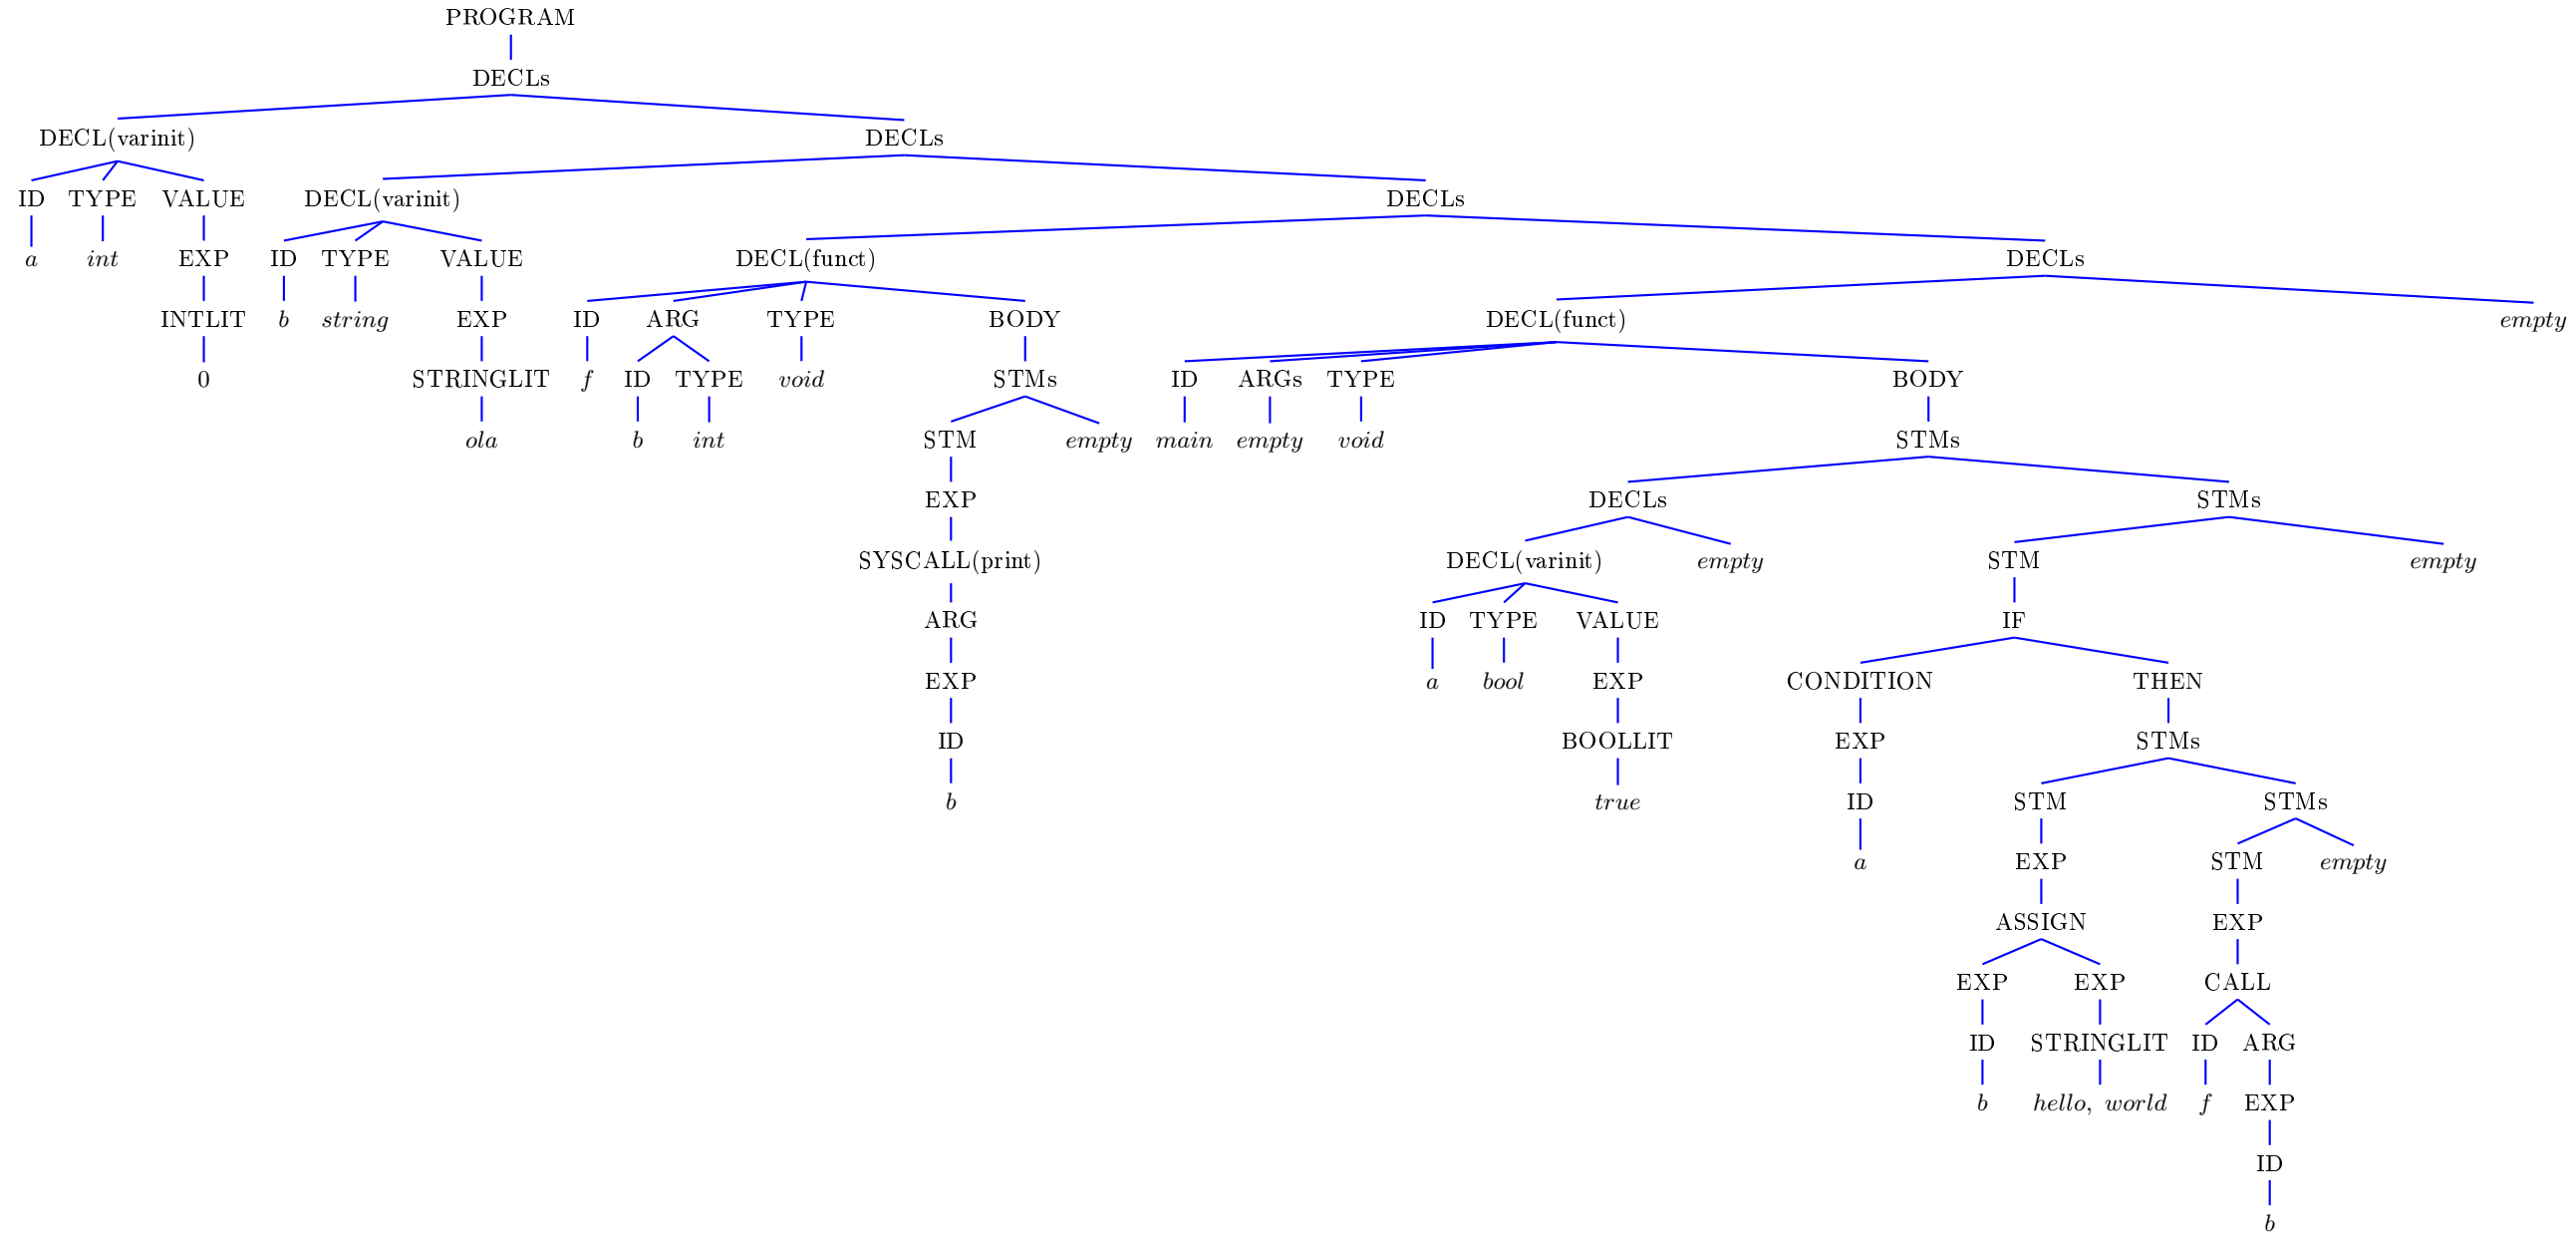 PROGRAM
DECLs
DECL(varinit) DECLs
ID TYPE VALUE DECL(varinit) DECLs
a int EXP ID TYPE VALUE DECL(funct) DECLs
INTLIT b string EXP ID ARG TYPE BODY DECL(funct) empty
0 STRINGLIT f ID TYPE void STMs ID ARGs TYPE BODY
ola b int STM empty main empty void STMs
EXP DECLs STMs
SYSCALL(print) DECL(varinit) empty STM empty
ARG ID TYPE VALUE IF
EXP a bool EXP CONDITION THEN
ID BOOLLIT EXP STMs
b true ID STM STMs
a EXP STM empty
ASSIGN EXP
EXP EXP CALL
ID STRINGLIT ID ARG
b hello, world f EXP
ID
b